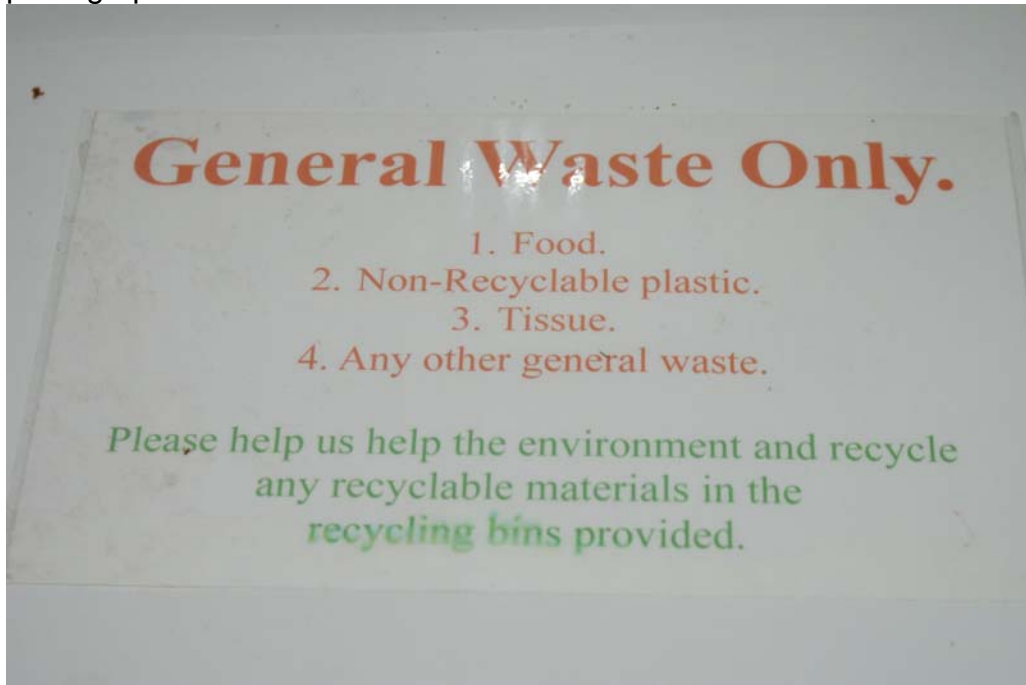 General Waste Only.
1. Food.
2. Non-Recyclable plastic.
3. Tissue.
4. Any other general waste.
Please help us help the environment and recycle
any recyclable materials in the
recycling bins provided.